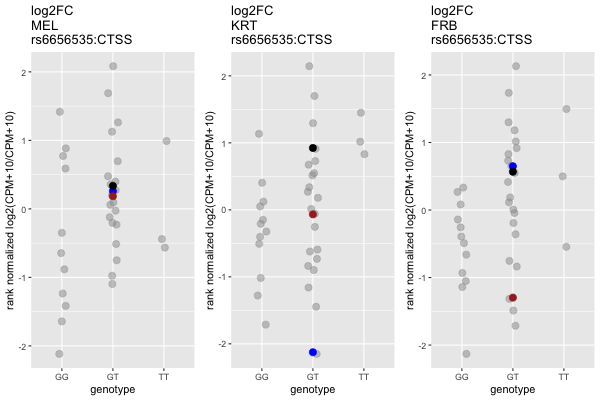 log2FC
MEL
rs6656535:CTSS
rank normalized log2(CPM+10/CPM+10)
2
1
0
-1
-2
GG
GT
TT
genotype
log2FC
KRT
rs6656535:CTSS
rank normalized log2(CPM+10/CPM+10)
2
1
0
-1
-2
GG
GT
TT
genotype
log2FC
FRB
rs6656535:CTSS
rank normalized log2(CPM+10/CPM+10)
2
1
0
-1
-2
GG
GT
TT
genotype